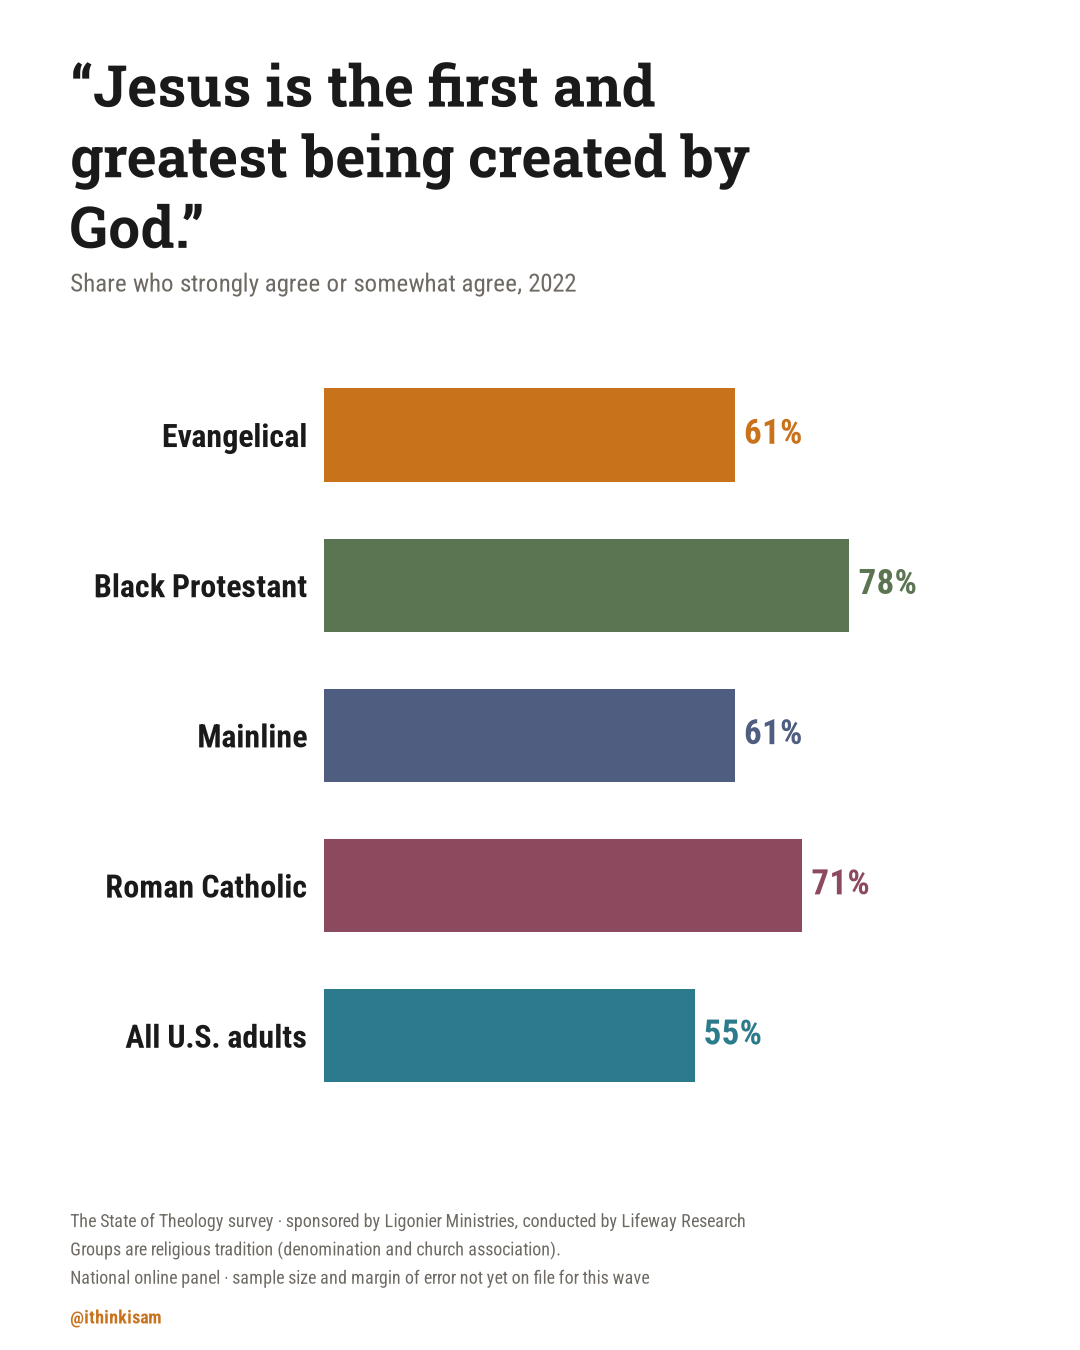 “Jesus is the first and
greatest being created by
God.”
Share who strongly agree or somewhat agree, 2022
Evangelical 61%
Black Protestant 78%
Mainline 61%
Roman Catholic 71%
All U.S. adults 55%
The State of Theology survey · sponsored by Ligonier Ministries, conducted by Lifeway Research
Groups are religious tradition (denomination and church association).
National online panel · sample size and margin of error not yet on file for this wave
@ithinkisam